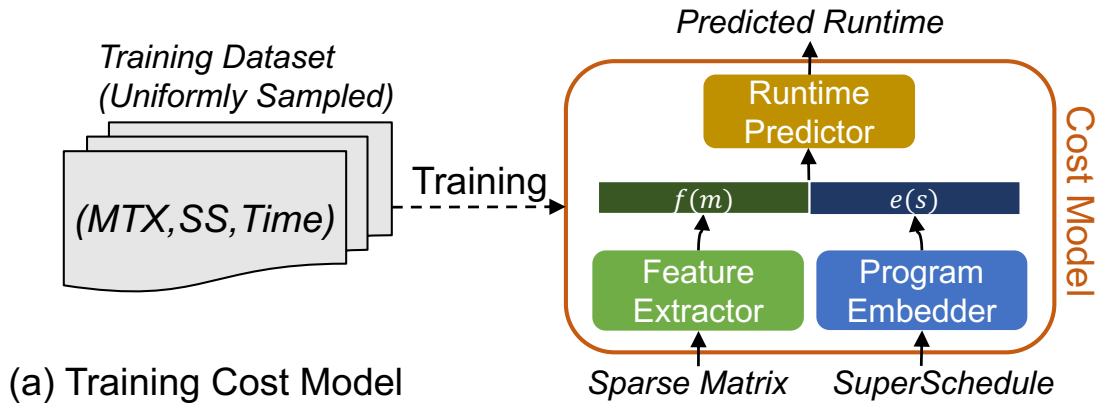 Training Dataset
(Uniformly Sampled)
(MTX,SS,Time)
Training
Predicted Runtime
Runtime
Predictor
f(m)
e(s)
Feature
Extractor
Program
Embedder
Sparse Matrix
SuperSchedule
Cost Model
(a) Training Cost Model